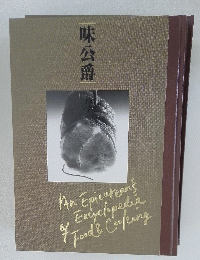 味公爵
An Epicurean's
Encyclopedia
of Food & Cooking